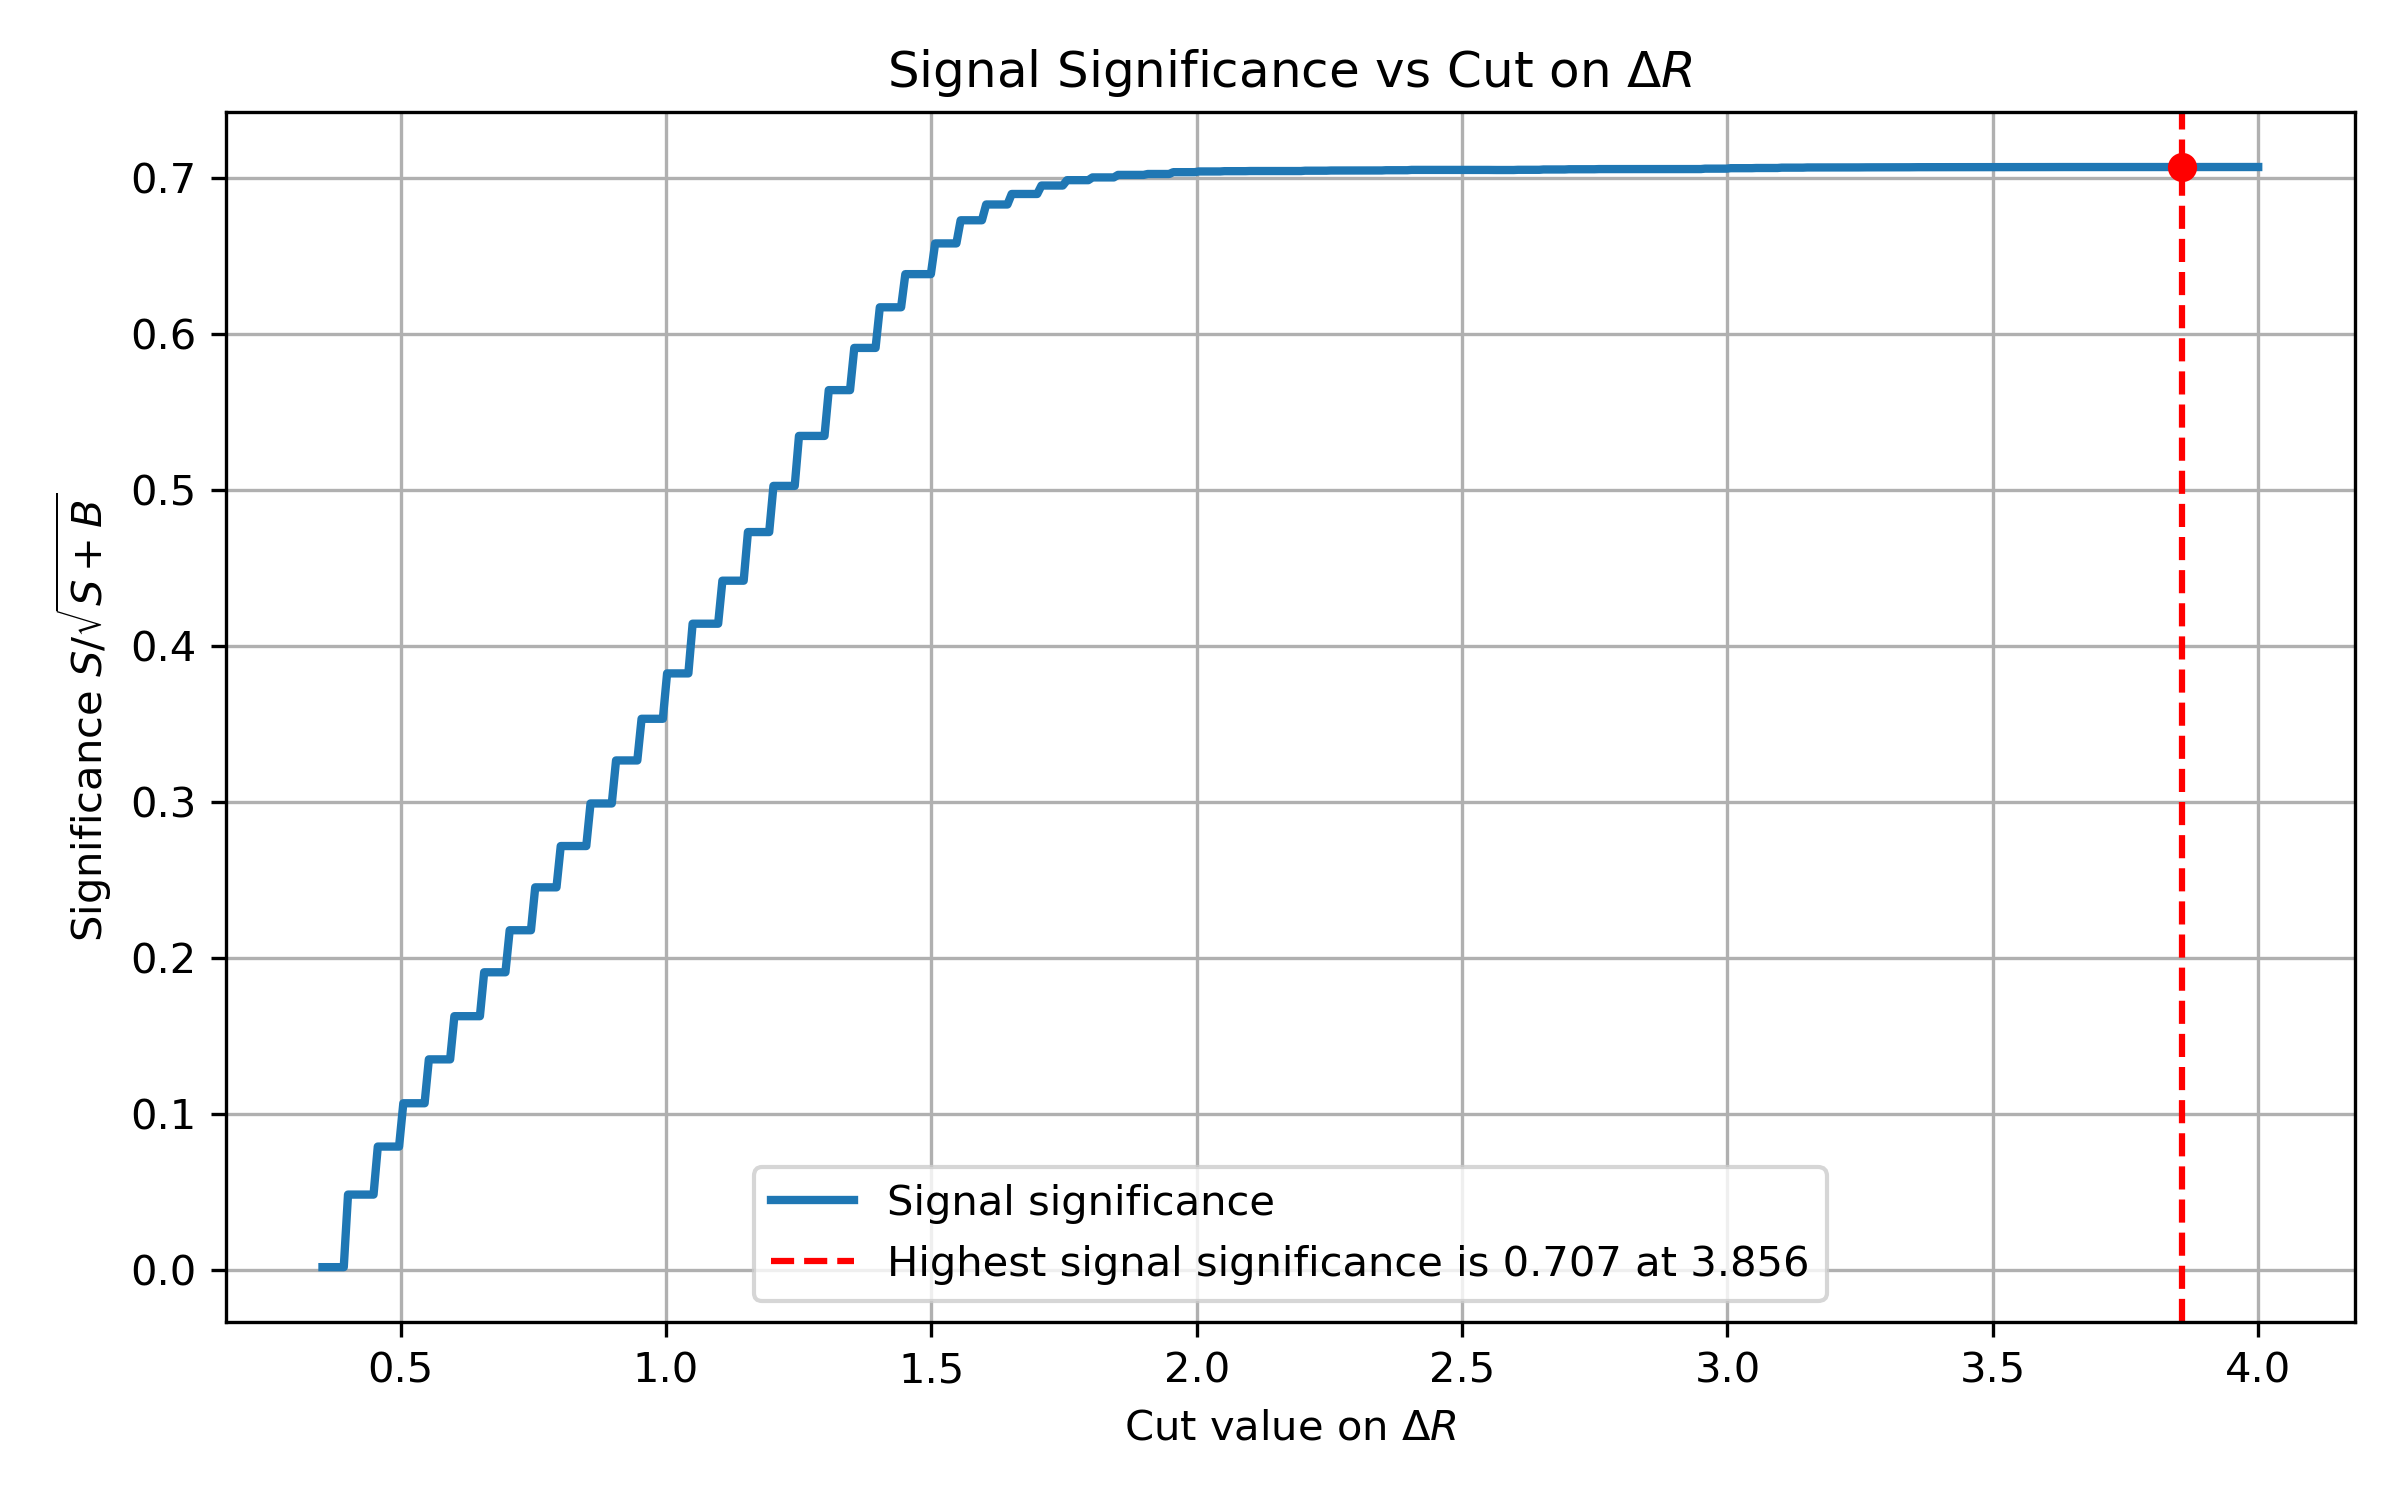 Signal Significance vs Cut on ΔR
Significance S/√S + B
0.7
0.6
0.5
0.4
0.3
0.2
0.1
0.0
Signal significance
Highest signal significance is 0.707 at 3.856
0.5 1.0 1.5 2.0 2.5 3.0 3.5 4.0
Cut value on ΔR